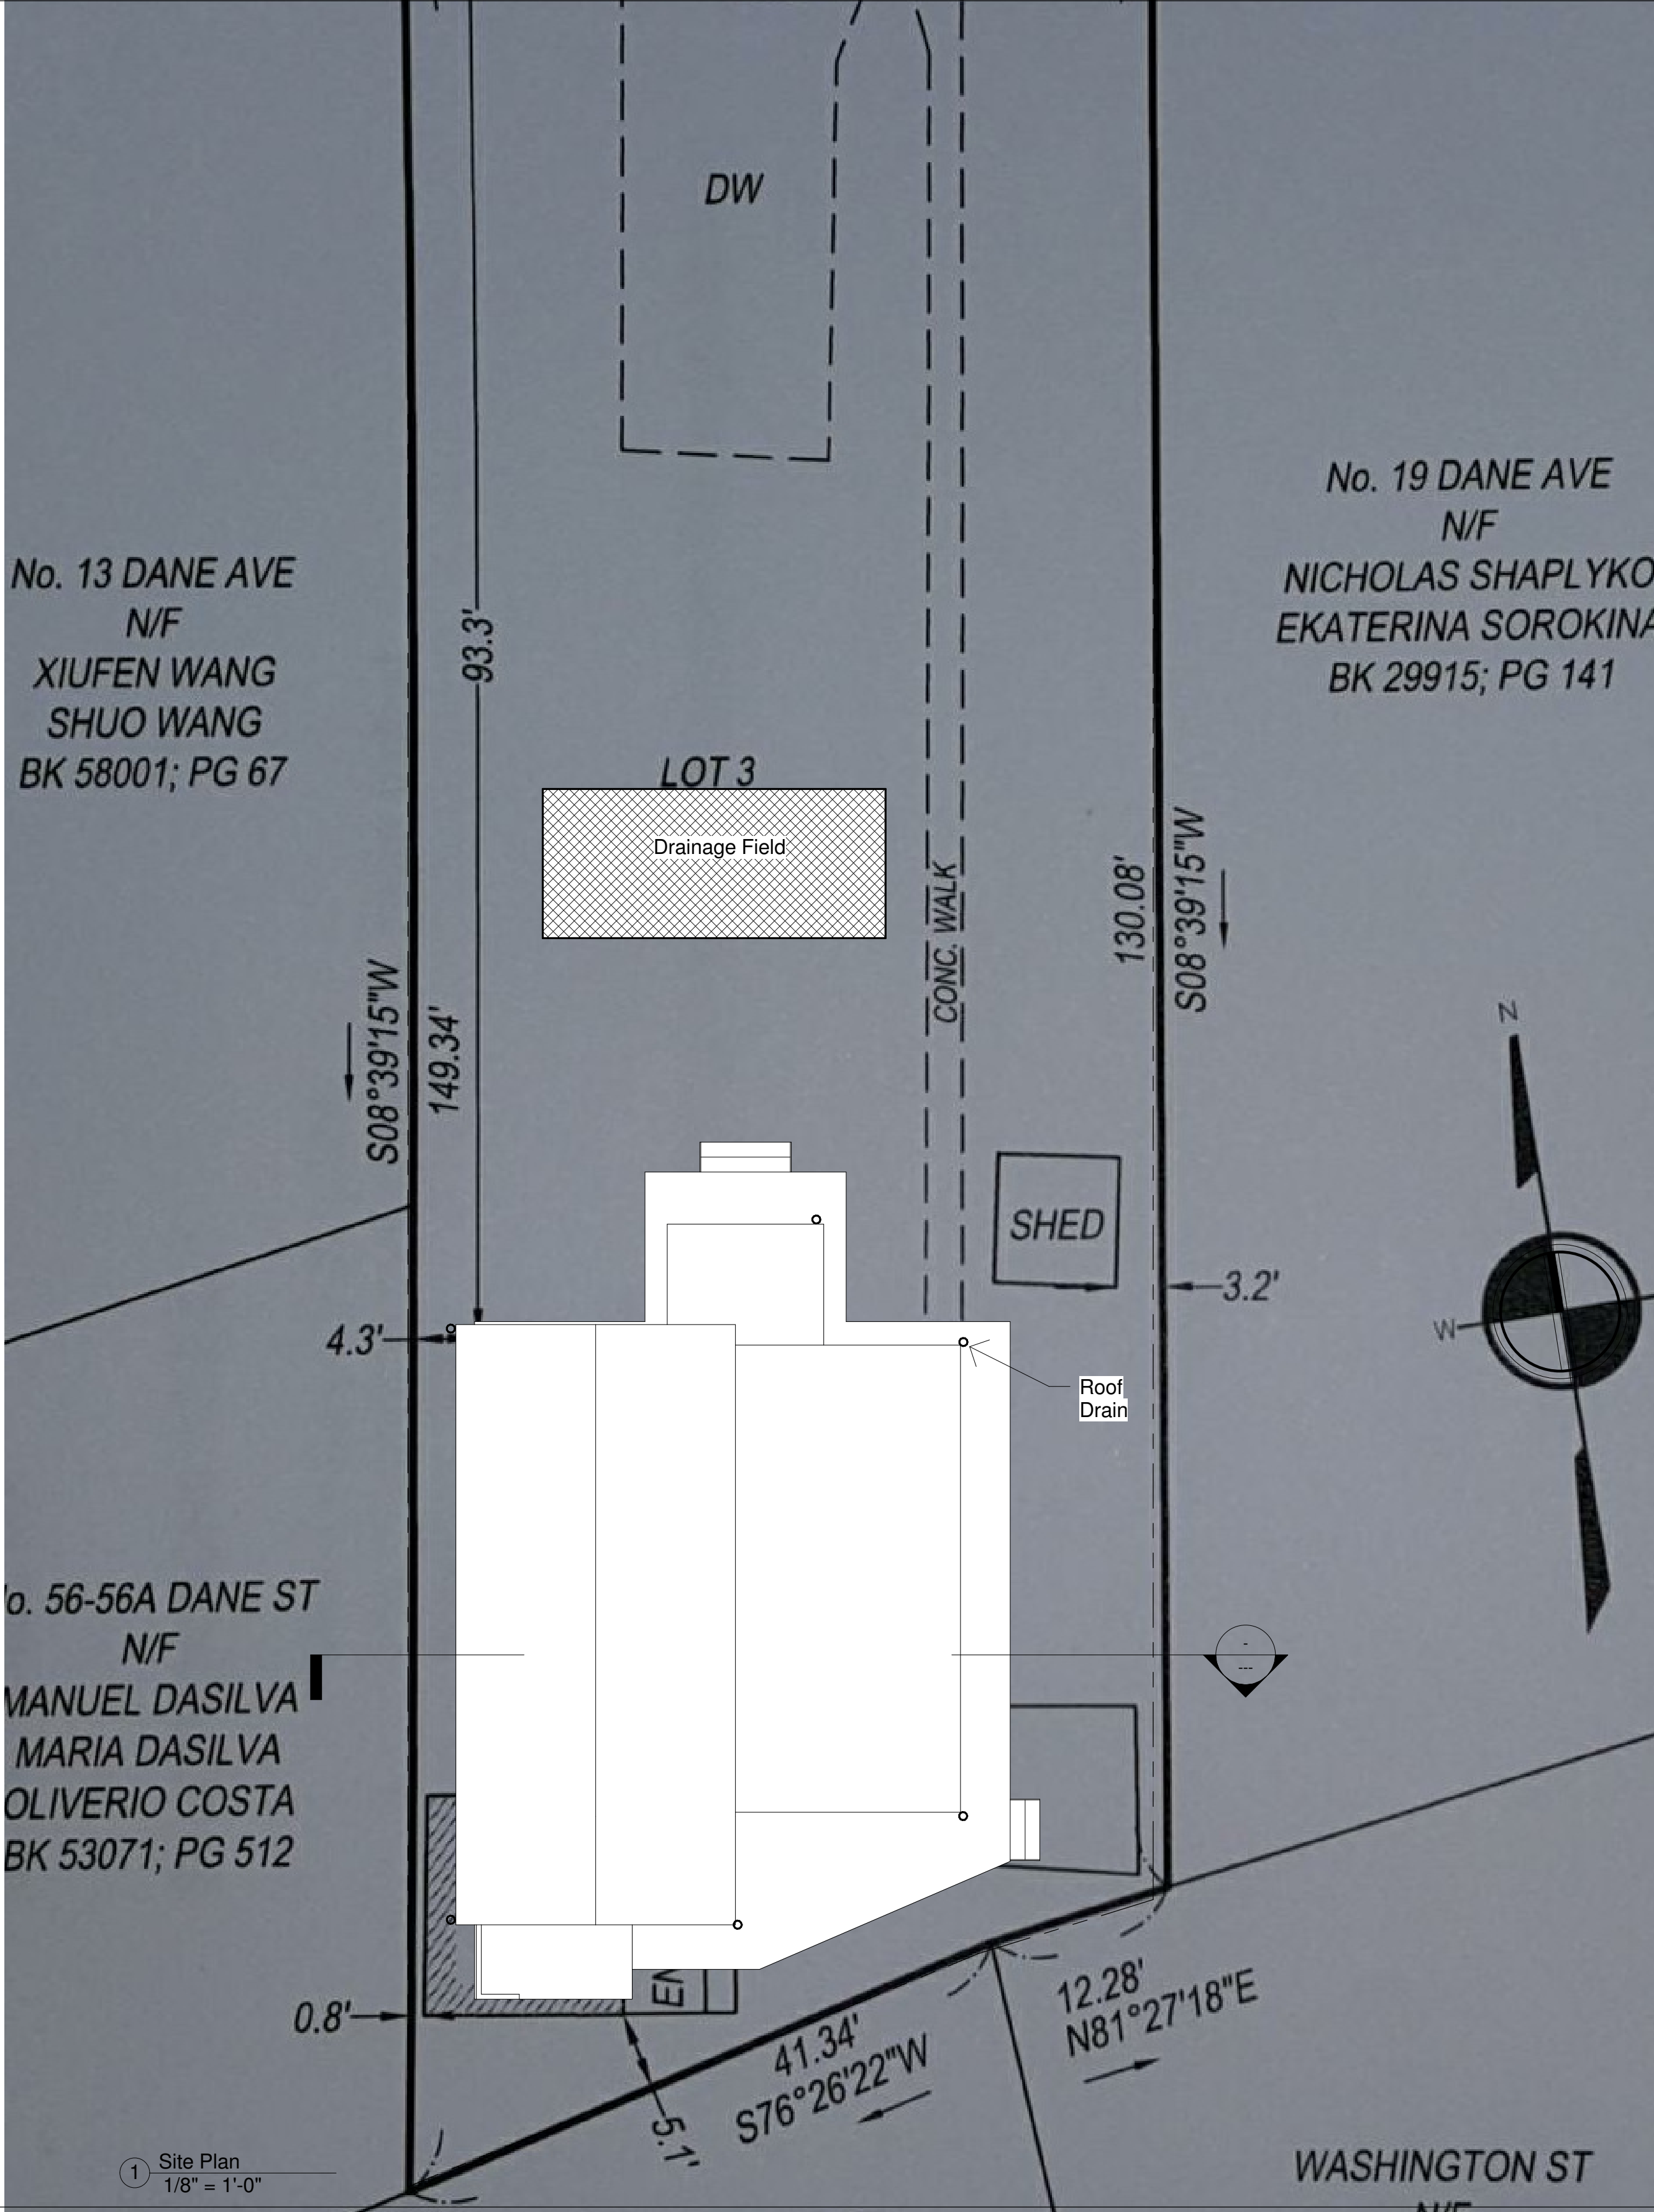 DW
No. 19 DANE AVE
N/F
NICHOLAS SHAPLYKO
EKATERINA SOROKINA
BK 29915; PG 141
No. 13 DANE AVE
N/F
XIUFEN WANG
SHUO WANG
BK 58001; PG 67
93.3'
LOT 3
Drainage Field
CONC. WALK
130.08'
S08°39'15"W
S08°39'15"W
149.34'
N
W
SHED
3.2'
4.3'
Roof
Drain
o. 56-56A DANE ST
N/F
MANUEL DASILVA
MARIA DASILVA
OLIVERIO COSTA
BK 53071; PG 512
-
---
EN
0.8'
12.28'
N81°27'18"E
41.34'
S76°26'22"W
5.1'
1 Site Plan
1/8" = 1'-0"
WASHINGTON ST
N/F